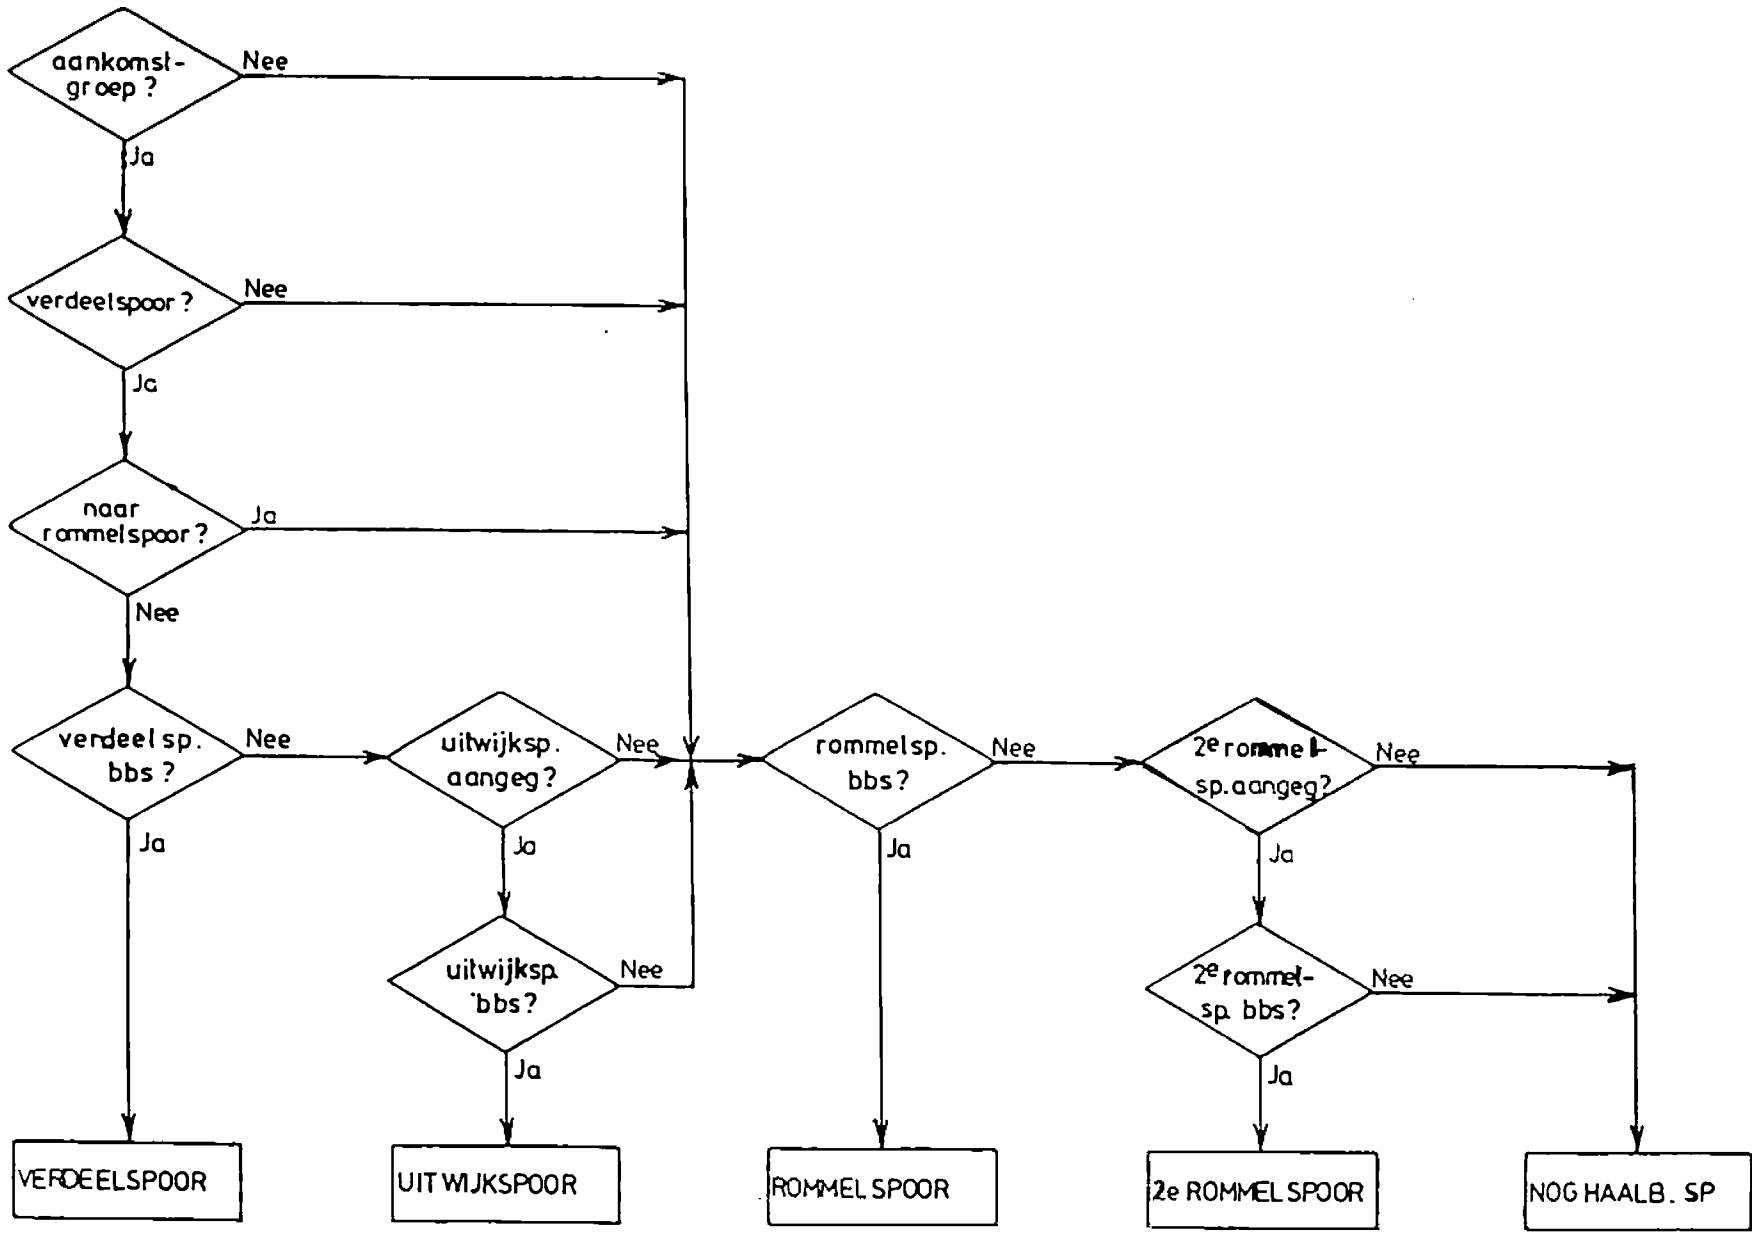 aankomst-
groep?
Nee
Ja
verdeelspoor?
Nee
Ja
naar
rommelspoor?
Ja
Nee
verdeelsp.
bbs?
Nee
Ja
uitwijksp.
aangeg?
Nee
Ja
uitwijksp.
bbs?
Nee
Ja
rommelsp.
bbs?
Nee
Ja
2e rommel-
sp. aangeg?
Nee
Ja
2e rommel-
sp. bbs?
Nee
Ja
VERDEELSPOOR
UITWIJKSPOOR
ROMMELSPOOR
2e ROMMELSPOOR
NOG HAALB. SP